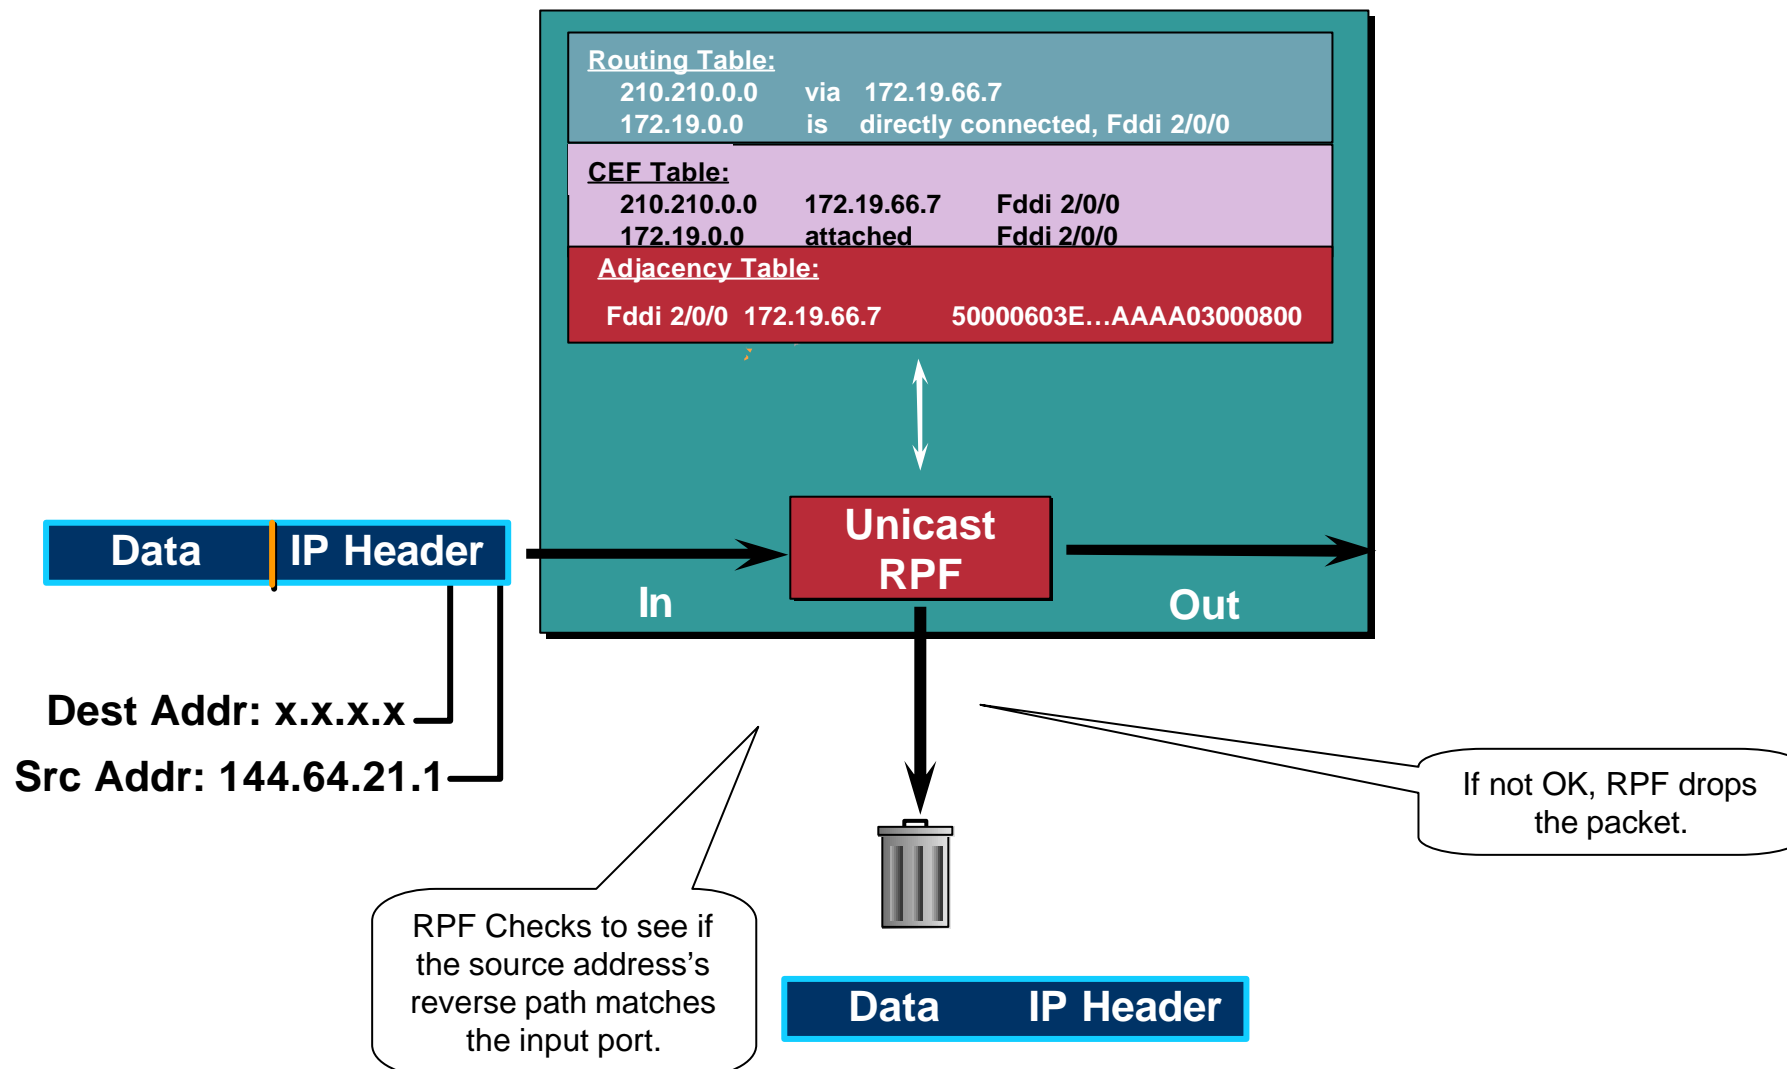 Routing Table:
210.210.0.0 via 172.19.66.7
172.19.0.0 is directly connected, Fddi 2/0/0
CEF Table:
210.210.0.0 172.19.66.7 Fddi 2/0/0
172.19.0.0 attached Fddi 2/0/0
Adjacency Table:
Fddi 2/0/0 172.19.66.7 50000603E…AAAA03000800
Data IP Header
Unicast
RPF
In
Out
Dest Addr: x.x.x.x
Src Addr: 144.64.21.1
If not OK, RPF drops
the packet.
RPF Checks to see if
the source address’s
reverse path matches
the input port.
Data IP Header